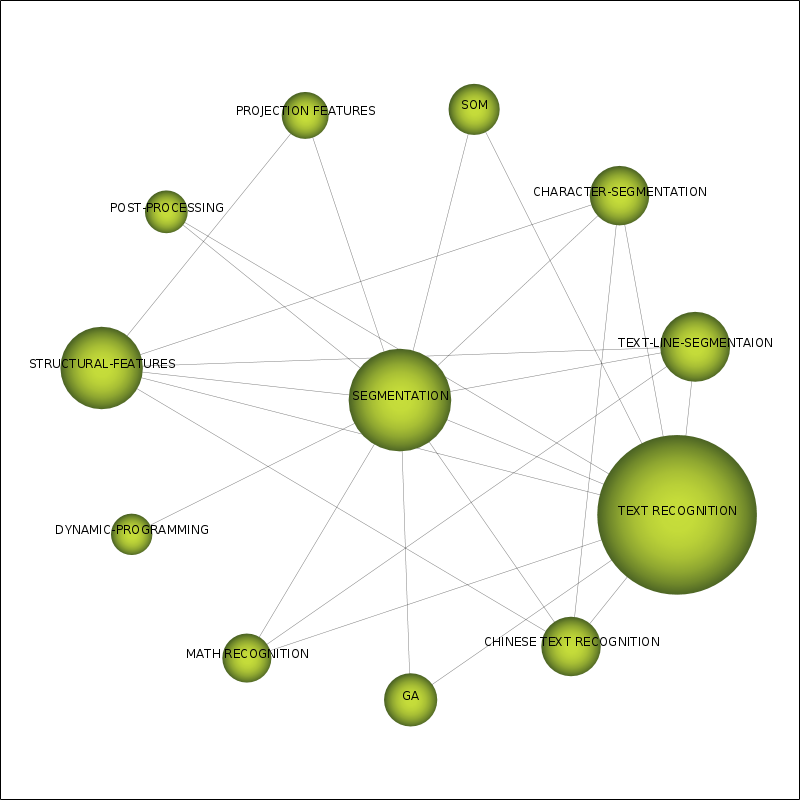 SOM
PROJECTION FEATURES
CHARACTER-SEGMENTATION
POST-PROCESSING
TEXT-LINE-SEGMENTAION
STRUCTURAL-FEATURES
SEGMENTATION
TEXT RECOGNITION
DYNAMIC-PROGRAMMING
CHINESE TEXT RECOGNITION
MATH RECOGNITION
GA